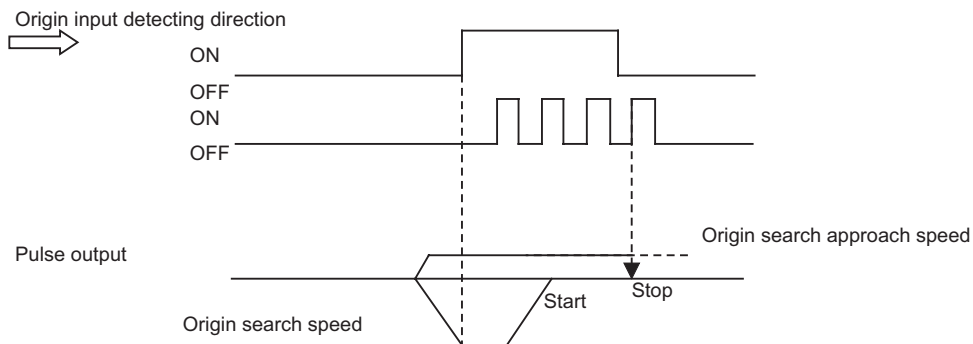 Origin input detecting direction
ON
OFF
ON
OFF
Origin search approach speed
Pulse output
Start
Stop
Origin search speed